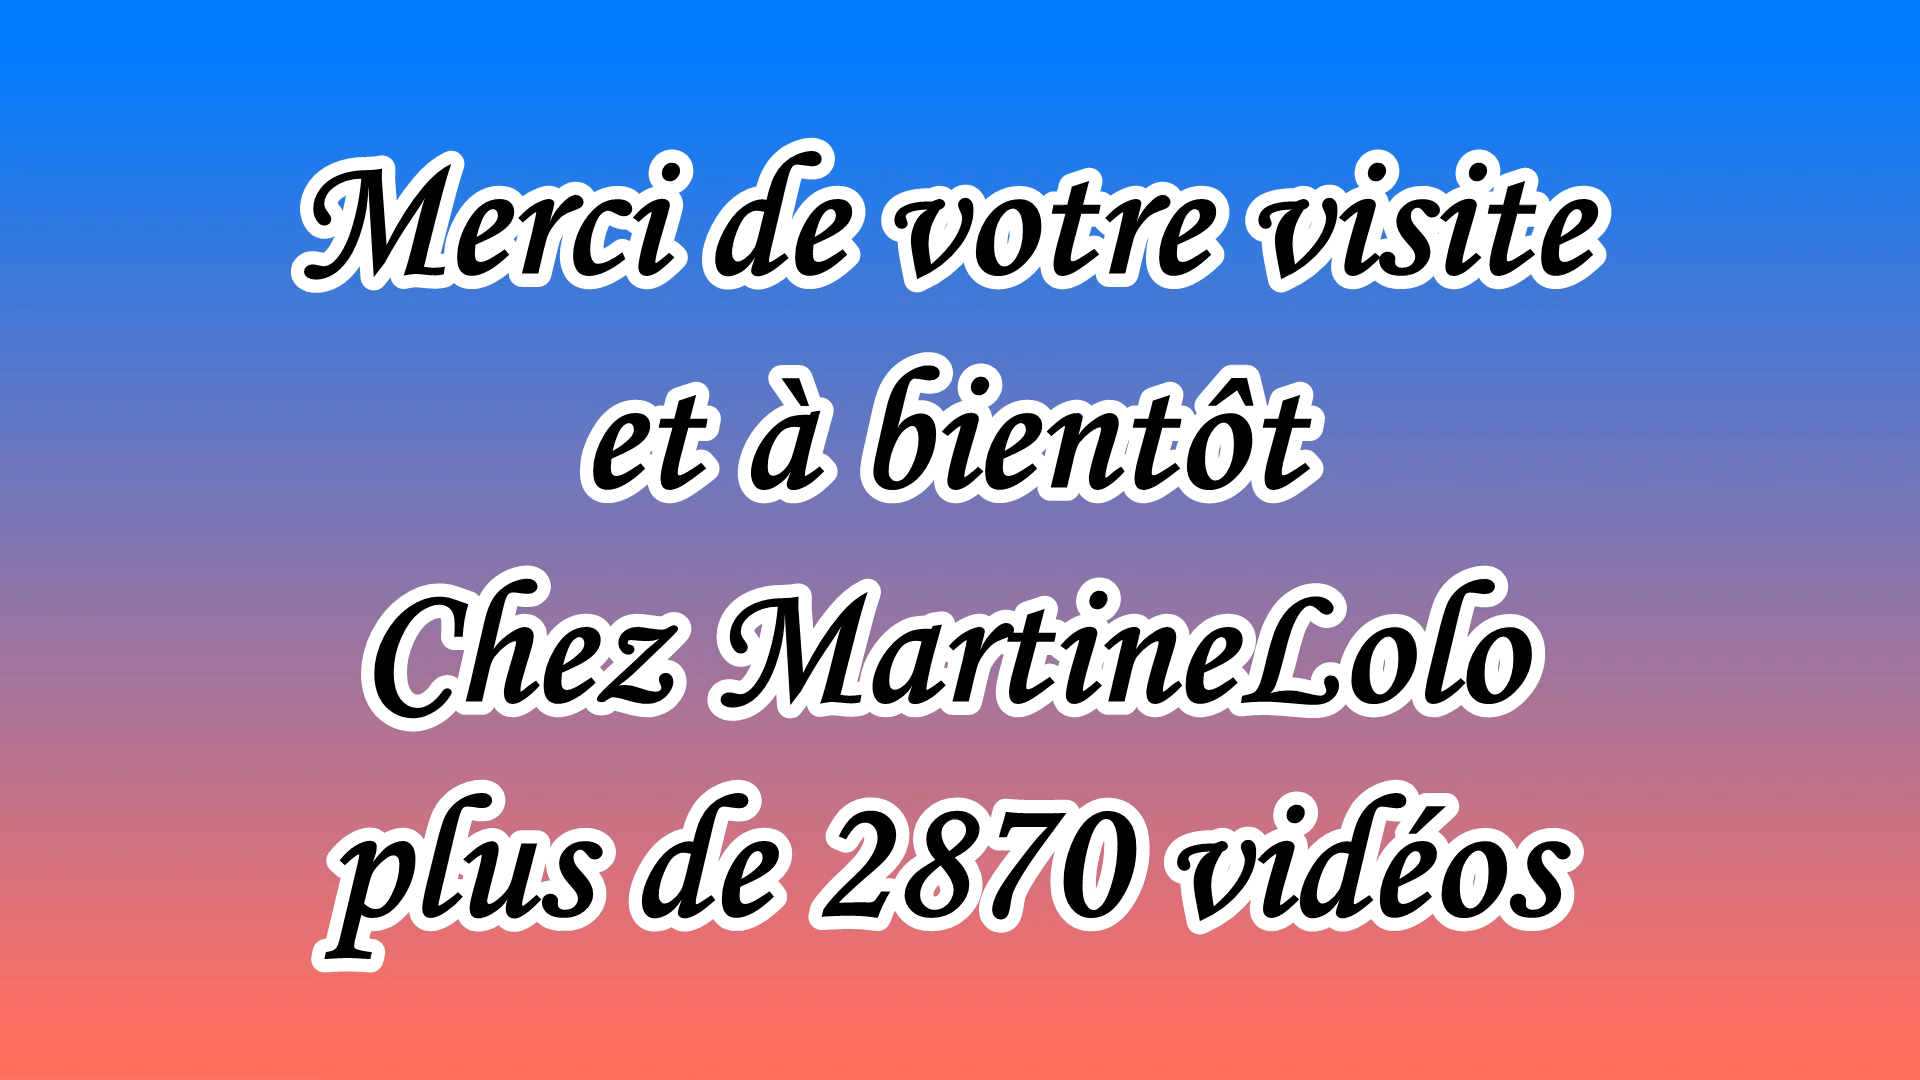 Merci de votre visite
et à bientôt
Chez MartineLolo
plus de 2870 vidéos